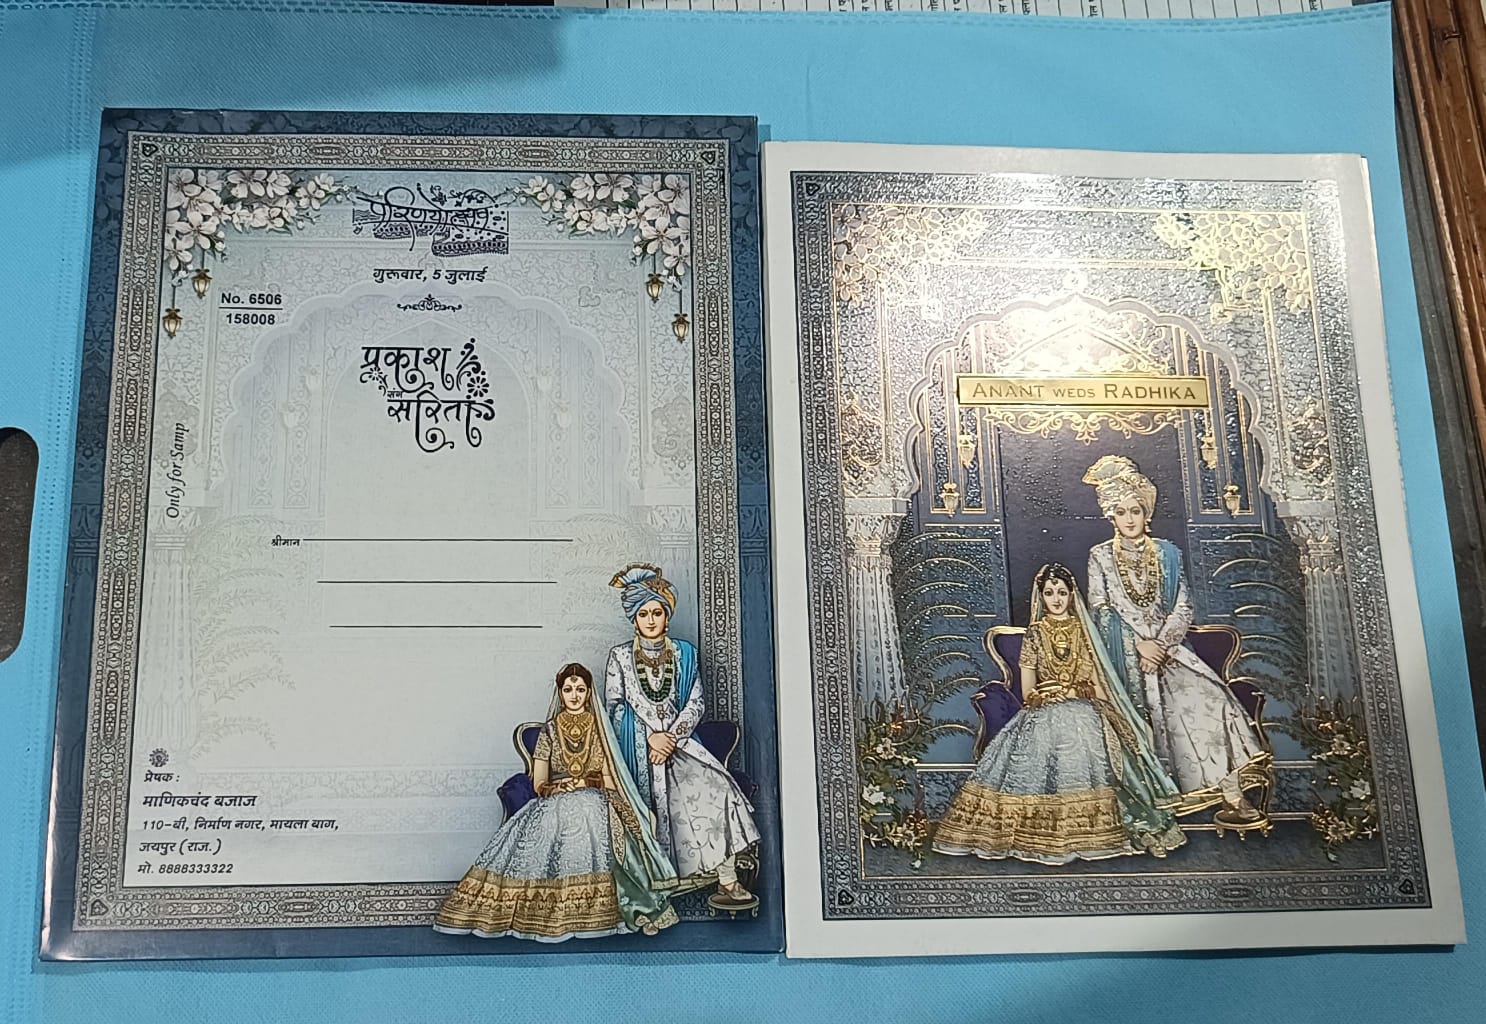 परिणयोत्सव
गुरूवार, 5 जुलाई
No. 6506
158008
प्रकाश
संग
सरिता
Only for Samp
श्रीमान
प्रेषक :
माणिकचंद बजाज
110-बी, निर्माण नगर, मायला बाग,
जयपुर (राज.)
मो. 8888333322
ANANT WEDS RADHIKA